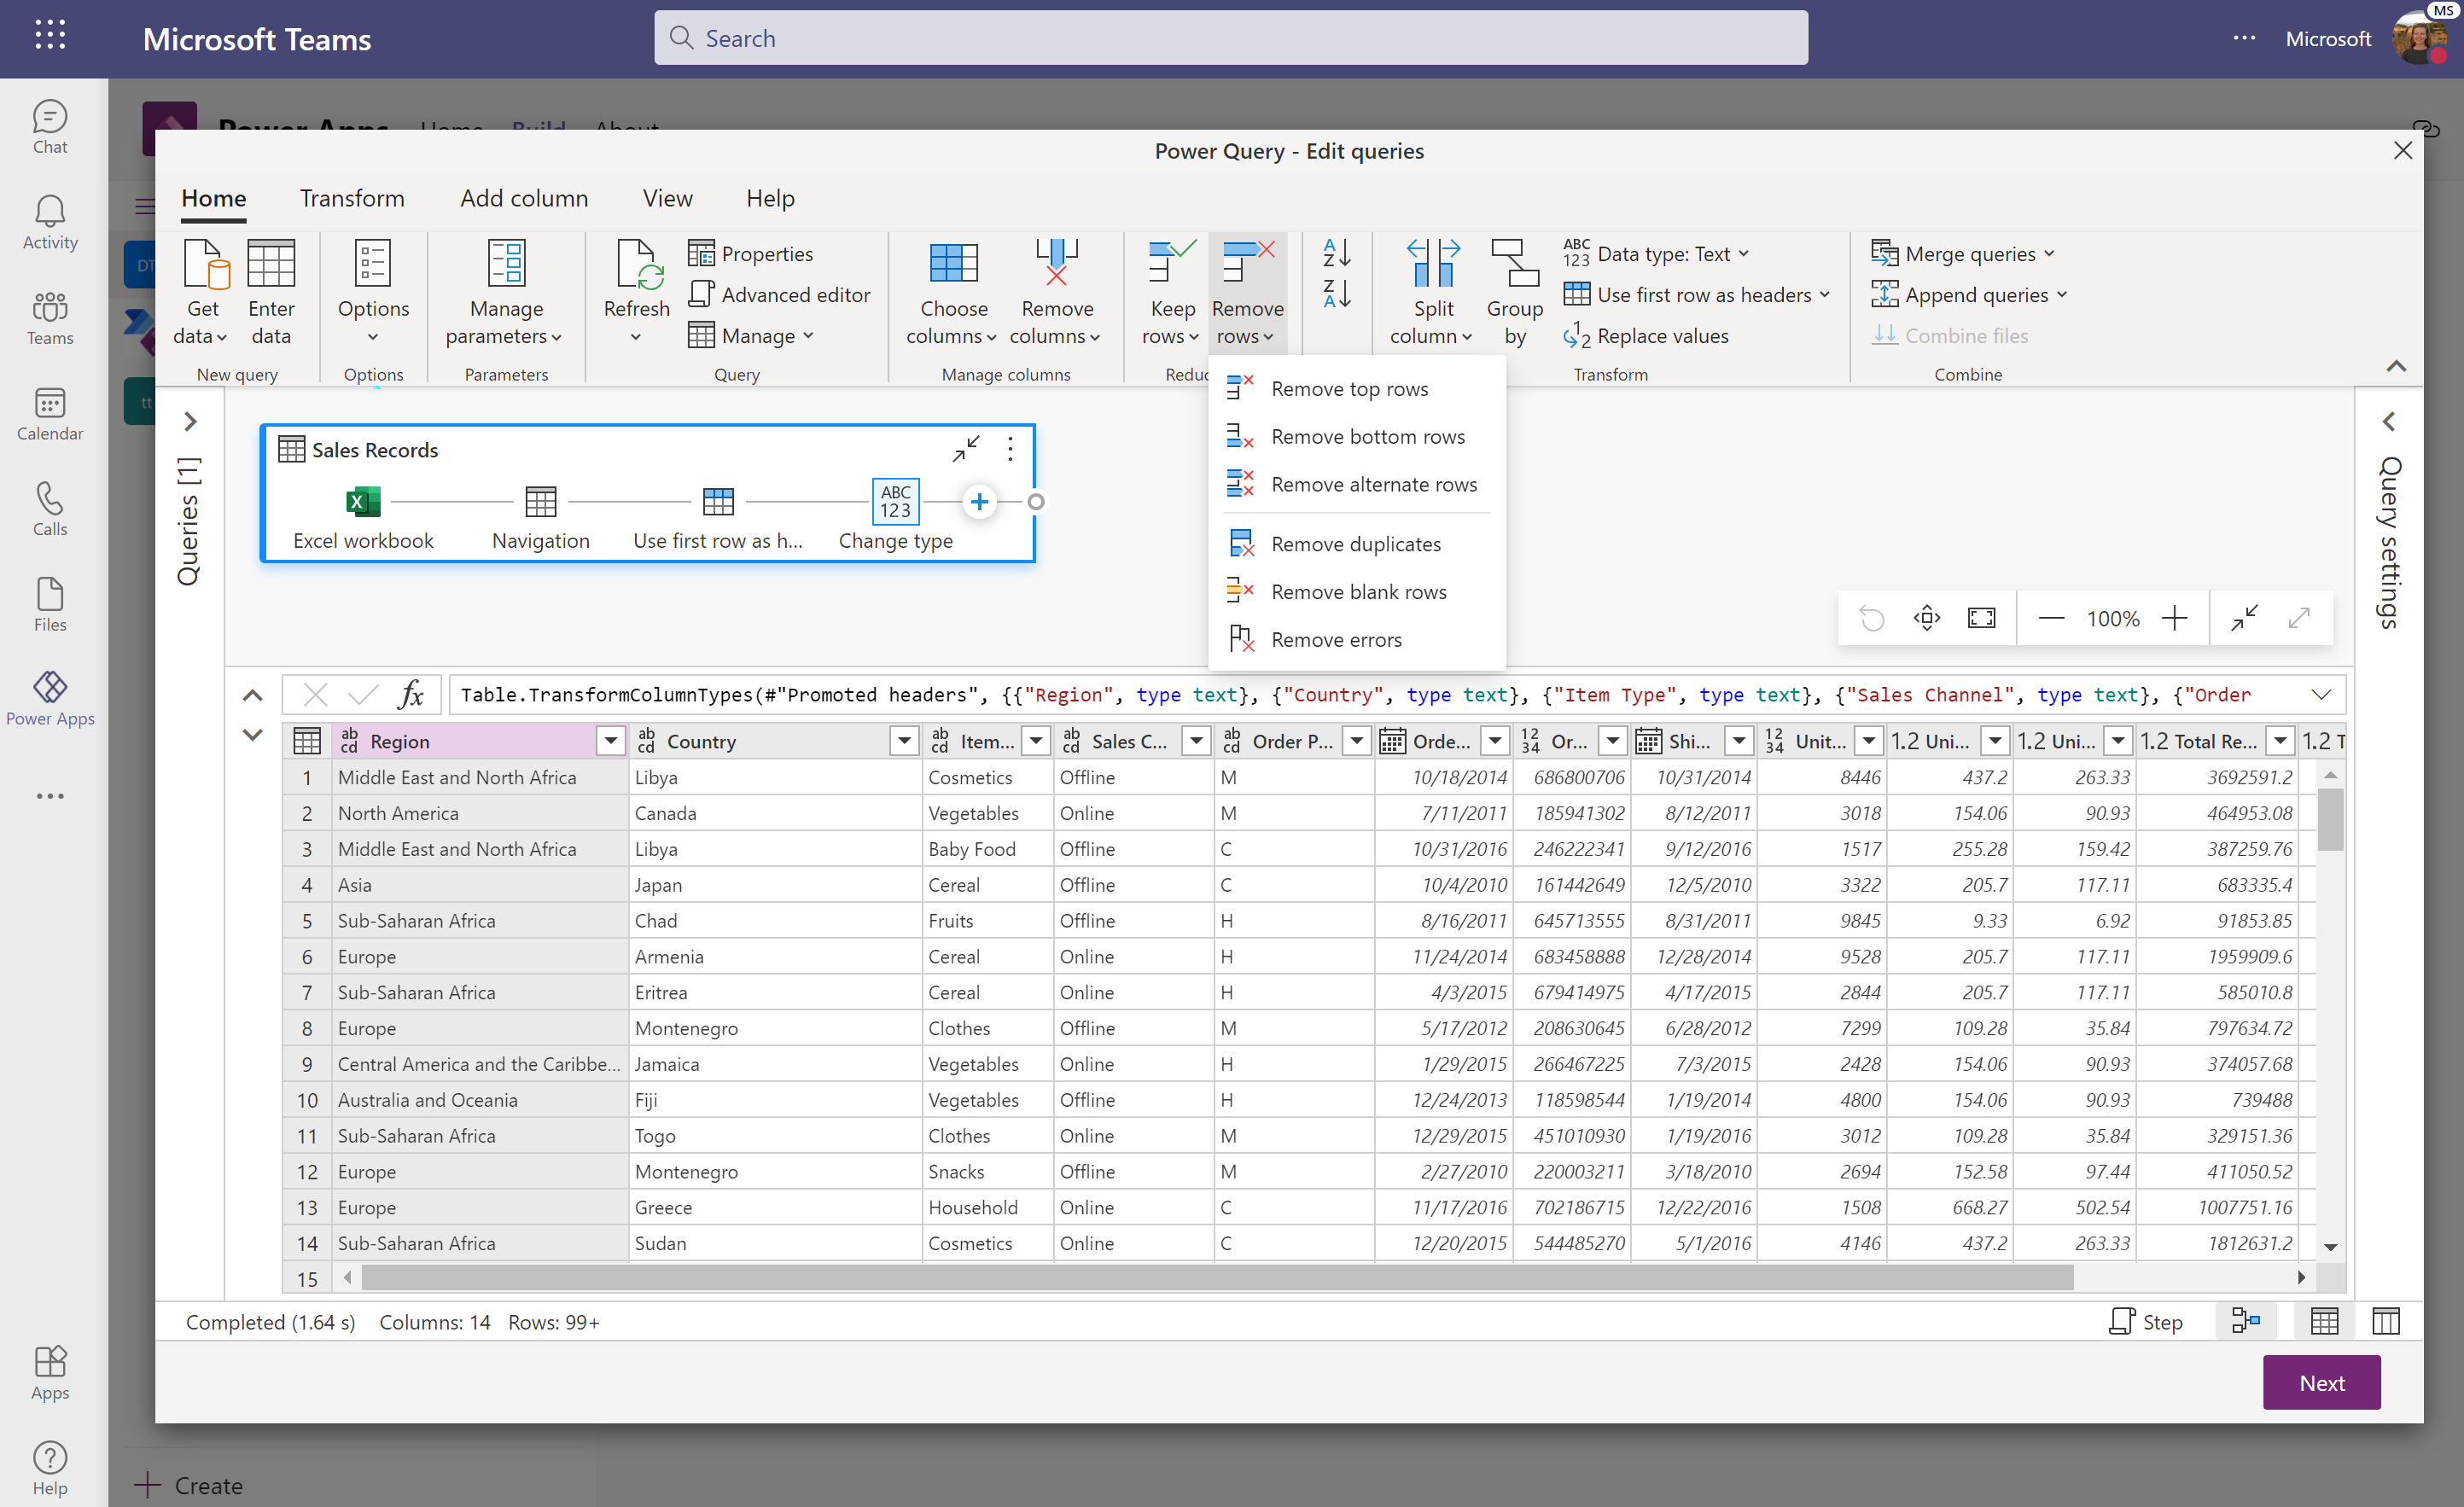 Microsoft Teams
Search
Microsoft
MS
Power Apps Home Build About
Power Query - Edit queries
Home Transform Add column View Help
Get data
Enter data
New query
Options
Options
Manage parameters
Parameters
Refresh
Properties
Advanced editor
Manage
Query
Choose columns
Remove columns
Manage columns
Keep rows
Remove rows
Split column
Group by
ABC 123 Data type: Text
Use first row as headers
Replace values
Transform
Merge queries
Append queries
Combine files
Combine
Remove top rows
Remove bottom rows
Remove alternate rows
Remove duplicates
Remove blank rows
Remove errors
Chat
Activity
Teams
Calendar
Calls
Files
Power Apps
Apps
Help
DT
tt
Queries [1]
Sales Records
Excel workbook
Navigation
Use first row as h...
ABC 123
Change type
100%
Query settings
fx Table.TransformColumnTypes(#"Promoted headers", {{"Region", type text}, {"Country", type text}, {"Item Type", type text}, {"Sales Channel", type text}, {"Order
abcd Region abcd Country abcd Item... abcd Sales C... abcd Order P... Orde... 1234 Or... Shi... 1234 Unit... 1.2 Uni... 1.2 Uni... 1.2 Total Re... 1.2 T
1 Middle East and North Africa Libya Cosmetics Offline M 10/18/2014 686800706 10/31/2014 8446 437.2 263.33 3692591.2
2 North America Canada Vegetables Online M 7/11/2011 185941302 8/12/2011 3018 154.06 90.93 464953.08
3 Middle East and North Africa Libya Baby Food Offline C 10/31/2016 246222341 9/12/2016 1517 255.28 159.42 387259.76
4 Asia Japan Cereal Offline C 10/4/2010 161442649 12/5/2010 3322 205.7 117.11 683335.4
5 Sub-Saharan Africa Chad Fruits Offline H 8/16/2011 645713555 8/31/2011 9845 9.33 6.92 91853.85
6 Europe Armenia Cereal Online H 11/24/2014 683458888 12/28/2014 9528 205.7 117.11 1959909.6
7 Sub-Saharan Africa Eritrea Cereal Online H 4/3/2015 679414975 4/17/2015 2844 205.7 117.11 585010.8
8 Europe Montenegro Clothes Offline M 5/17/2012 208630645 6/28/2012 7299 109.28 35.84 797634.72
9 Central America and the Caribbe... Jamaica Vegetables Online H 1/29/2015 266467225 7/3/2015 2428 154.06 90.93 374057.68
10 Australia and Oceania Fiji Vegetables Offline H 12/24/2013 118598544 1/19/2014 4800 154.06 90.93 739488
11 Sub-Saharan Africa Togo Clothes Online M 12/29/2015 451010930 1/19/2016 3012 109.28 35.84 329151.36
12 Europe Montenegro Snacks Offline M 2/27/2010 220003211 3/18/2010 2694 152.58 97.44 411050.52
13 Europe Greece Household Online C 11/17/2016 702186715 12/22/2016 1508 668.27 502.54 1007751.16
14 Sub-Saharan Africa Sudan Cosmetics Online C 12/20/2015 544485270 5/1/2016 4146 437.2 263.33 1812631.2
15
Completed (1.64 s) Columns: 14 Rows: 99+
Step
Next
Create